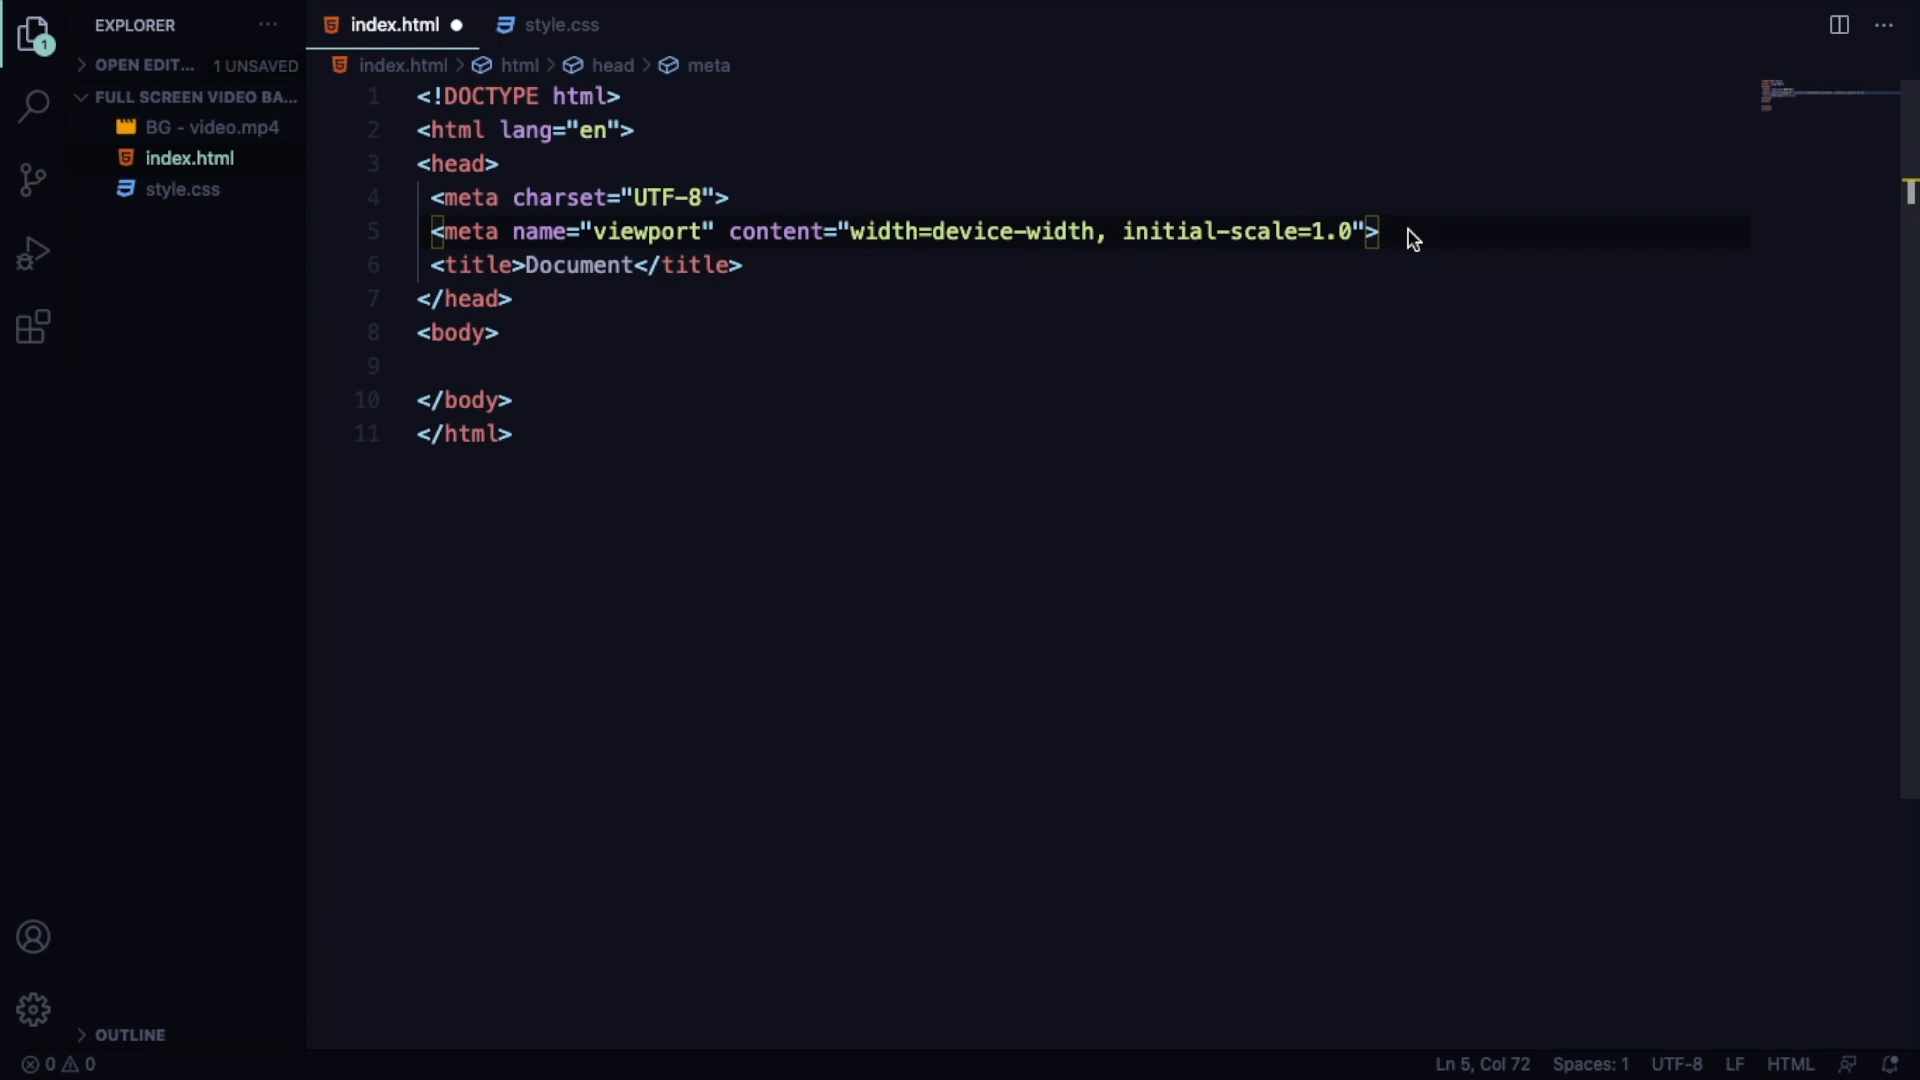 EXPLORER
1
OPEN EDIT... 1 UNSAVED
FULL SCREEN VIDEO BA...
BG - video.mp4
index.html
style.css
OUTLINE
index.html
style.css
index.html > html > head > meta
1 <!DOCTYPE html>
2 <html lang="en">
3 <head>
4 <meta charset="UTF-8">
5 <meta name="viewport" content="width=device-width, initial-scale=1.0">
6 <title>Document</title>
7 </head>
8 <body>
9
10 </body>
11 </html>
0 0
Ln 5, Col 72 Spaces: 1 UTF-8 LF HTML